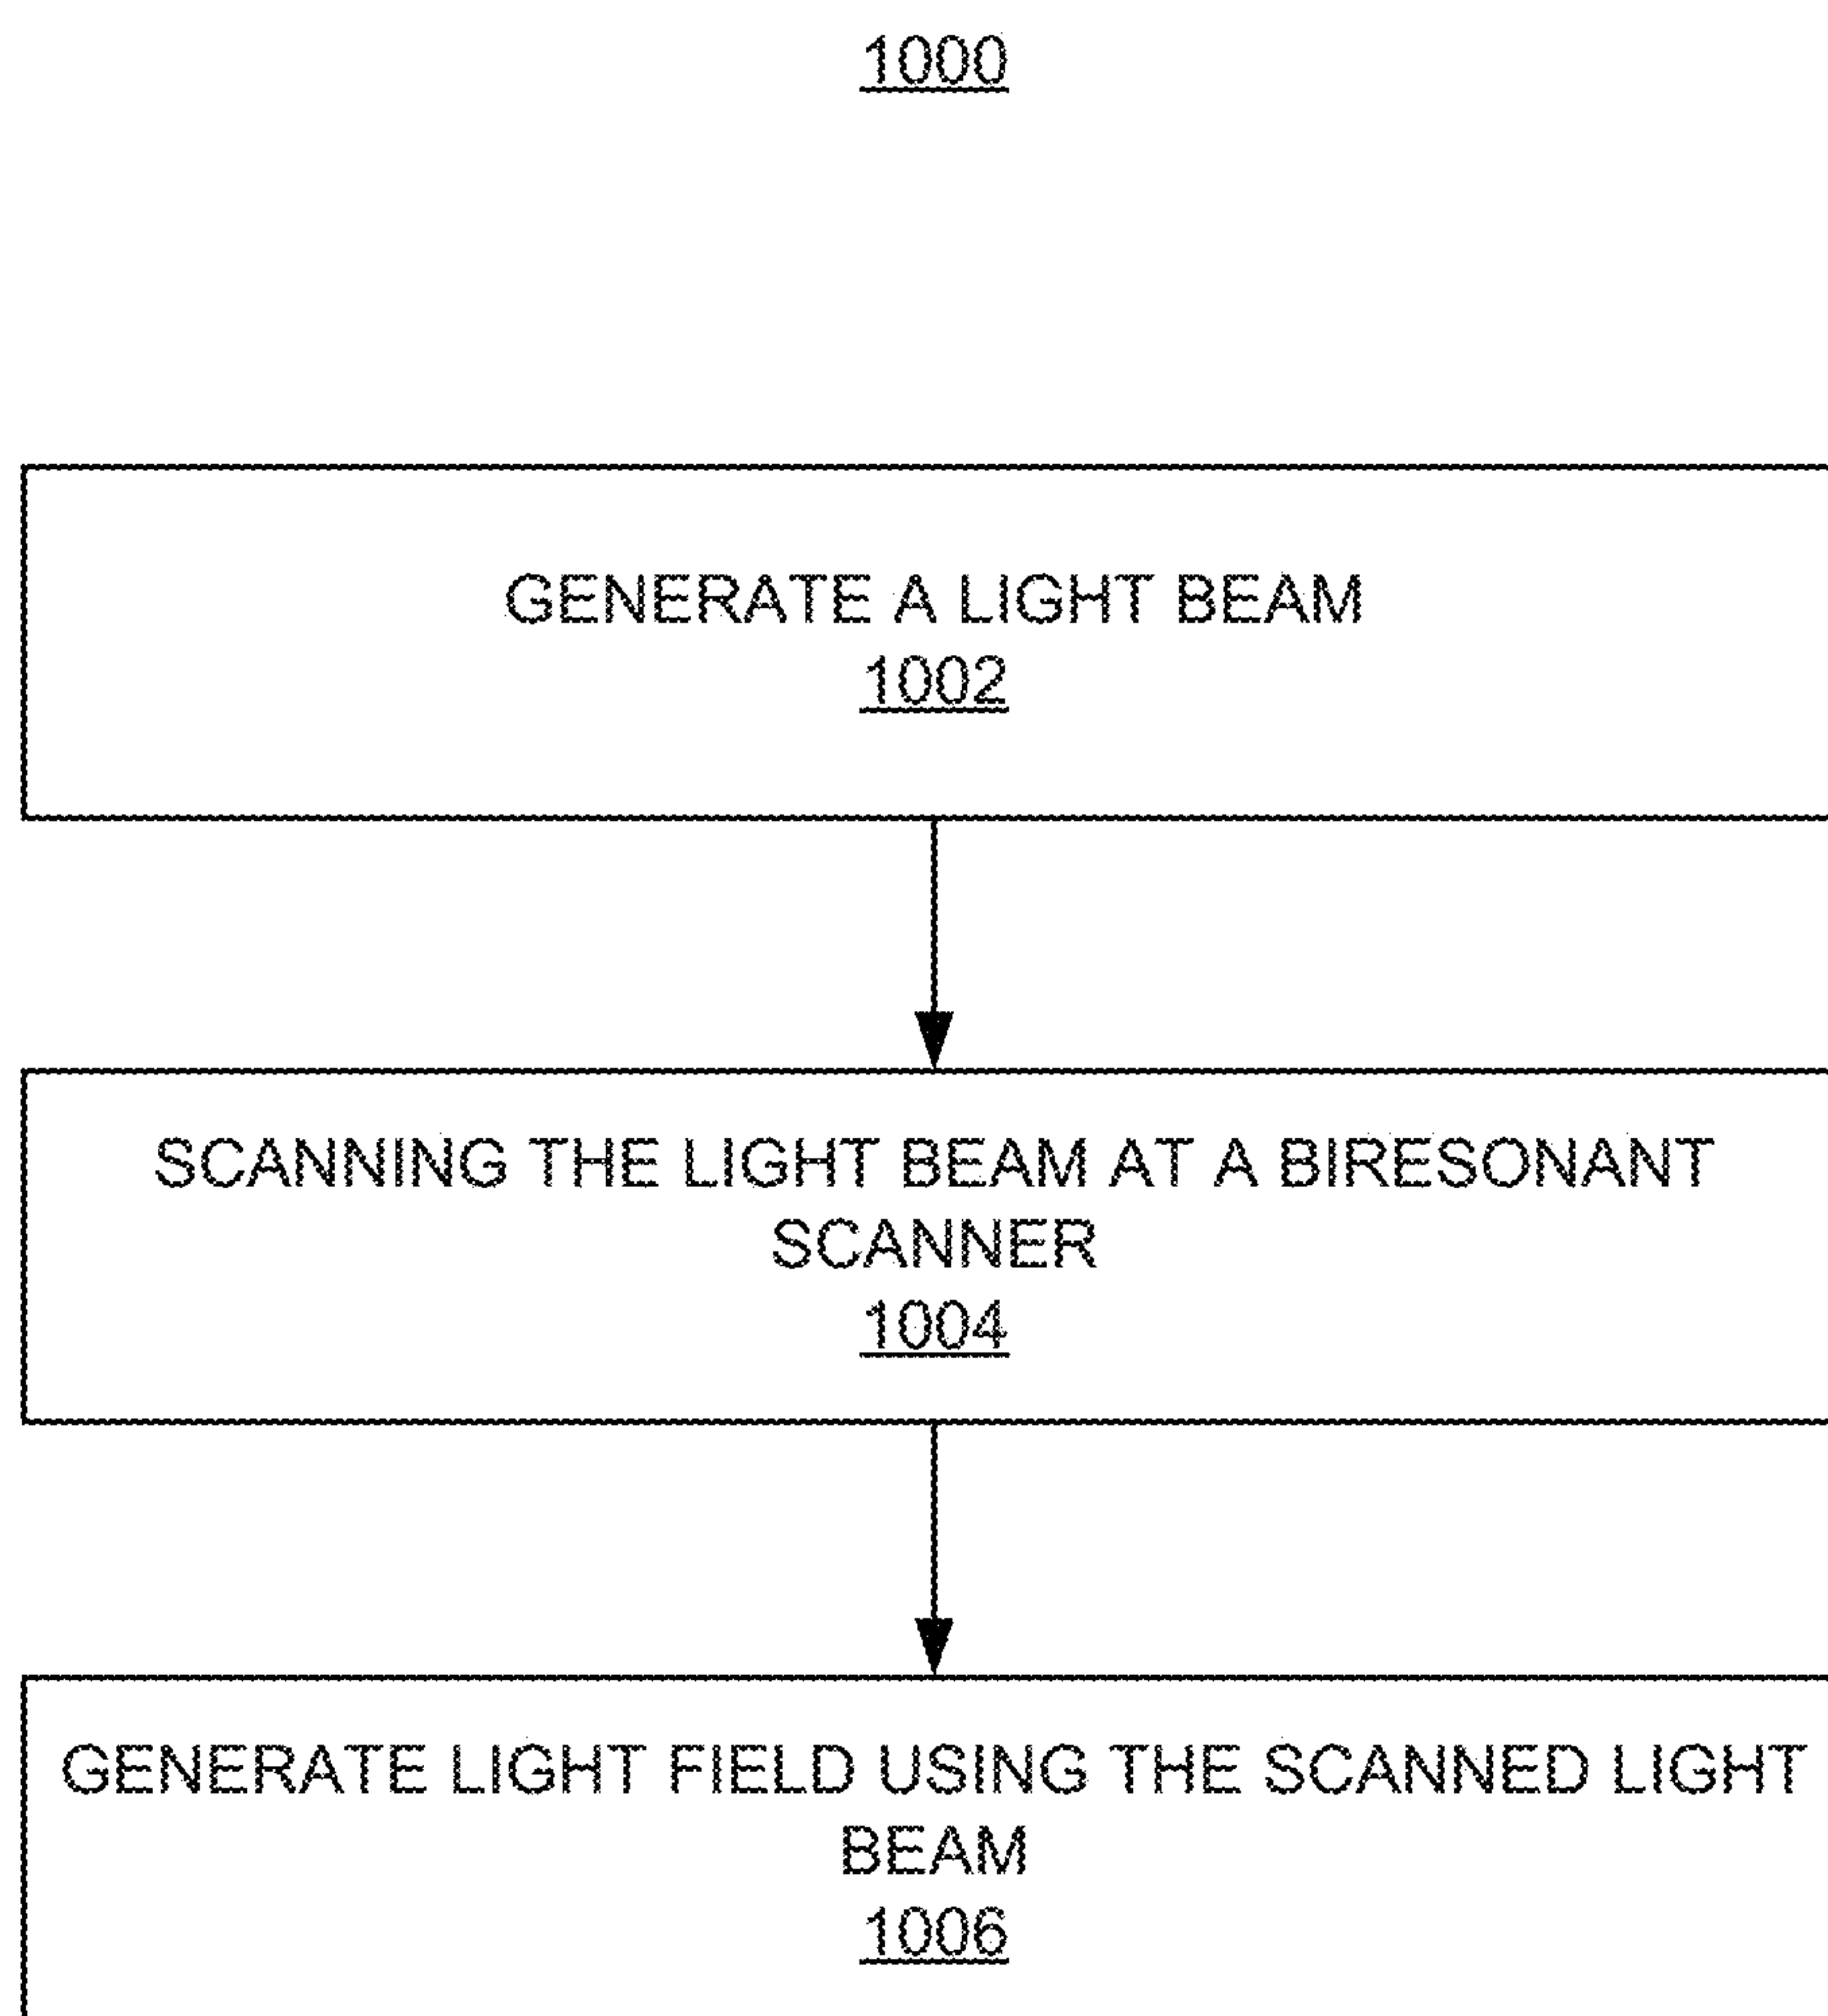 1000
GENERATE A LIGHT BEAM
1002
SCANNING THE LIGHT BEAM AT A BIRESONANT
SCANNER
1004
GENERATE LIGHT FIELD USING THE SCANNED LIGHT
BEAM
1006